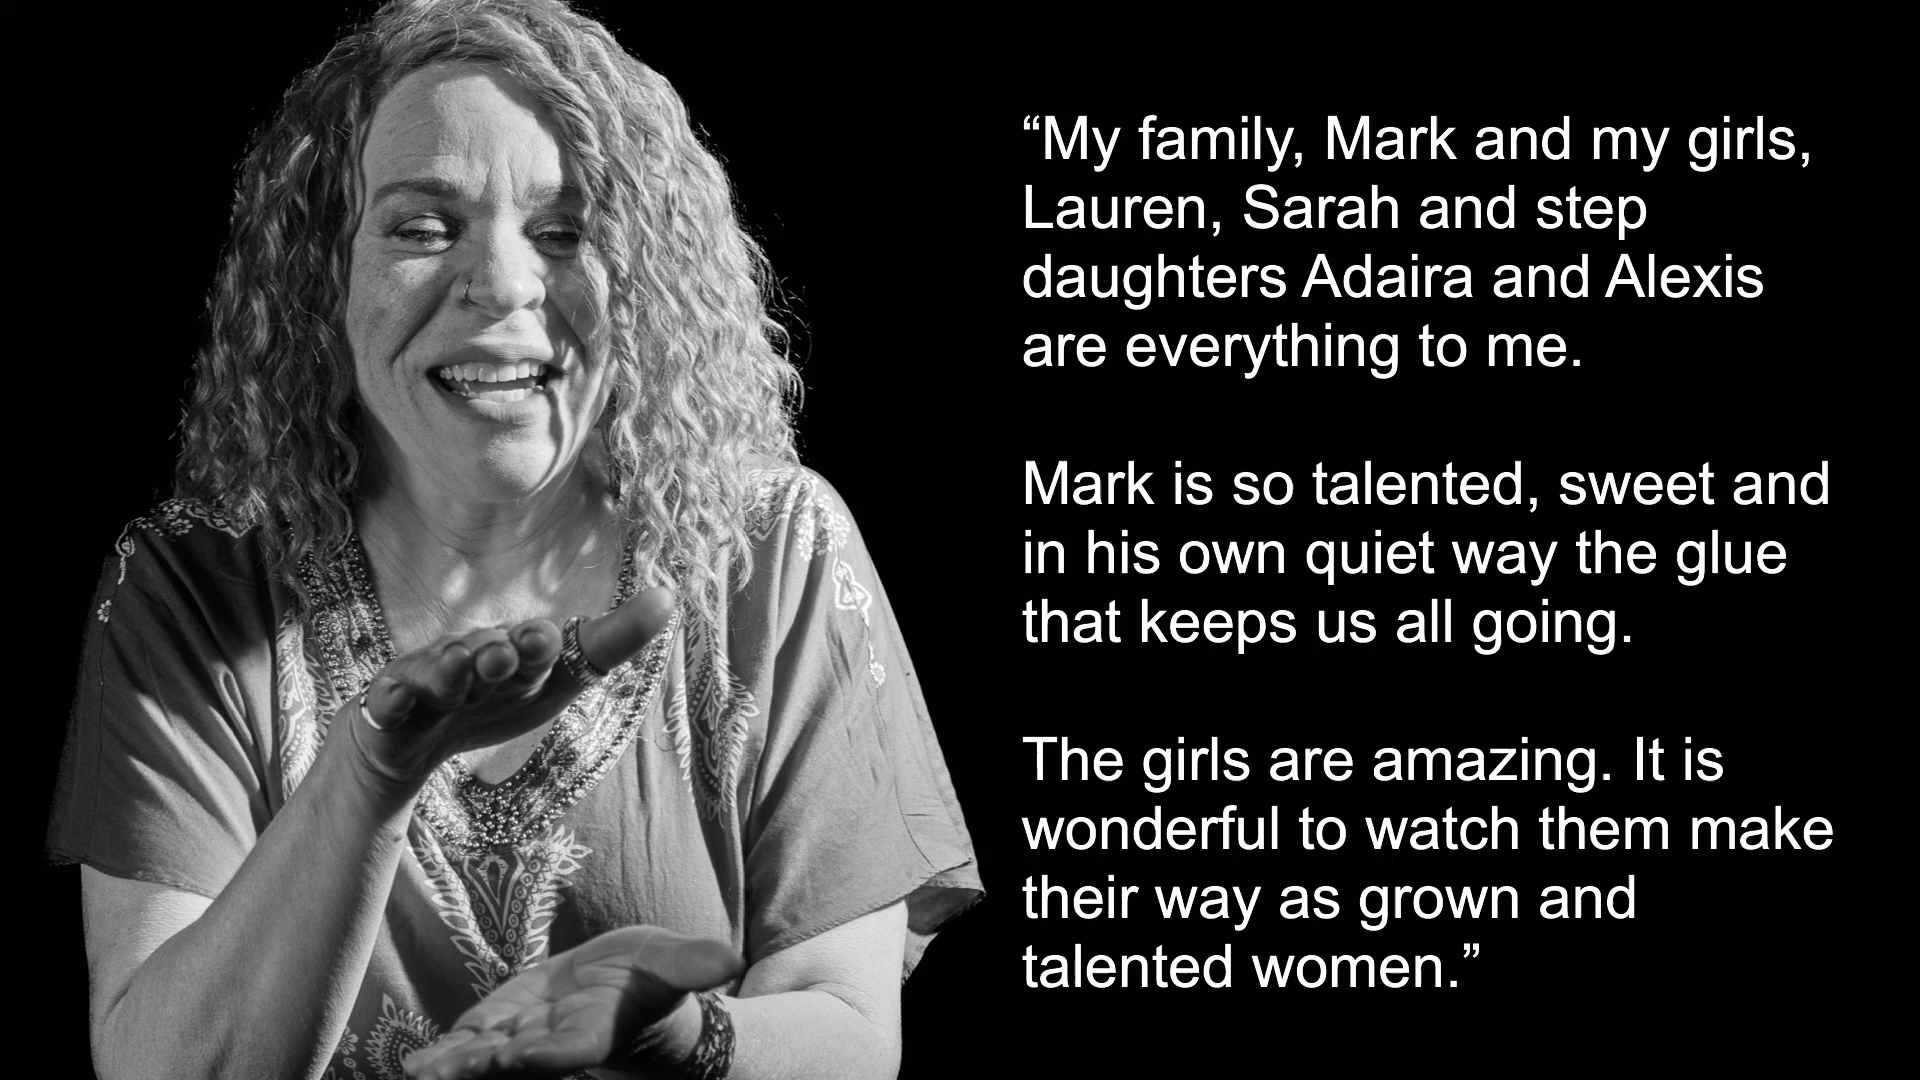 “My family, Mark and my girls,
Lauren, Sarah and step
daughters Adaira and Alexis
are everything to me.
Mark is so talented, sweet and
in his own quiet way the glue
that keeps us all going.
The girls are amazing. It is
wonderful to watch them make
their way as grown and
talented women.”